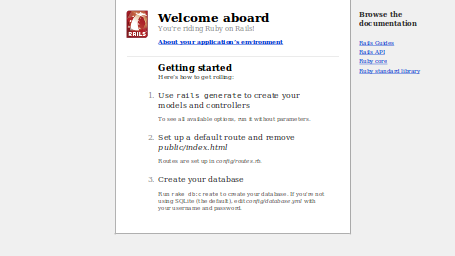 RAILS
Welcome aboard
You're riding Ruby on Rails!
About your application's environment
Getting started
Here's how to get rolling:
1. Use rails generate to create your
models and controllers
To see all available options, run it without parameters.
2. Set up a default route and remove
public/index.html
Routes are set up in config/routes.rb.
3. Create your database
Run rake db:create to create your database. If you're not
using SQLite (the default), edit config/database.yml with
your username and password.
Browse the
documentation
Rails Guides
Rails API
Ruby core
Ruby standard library